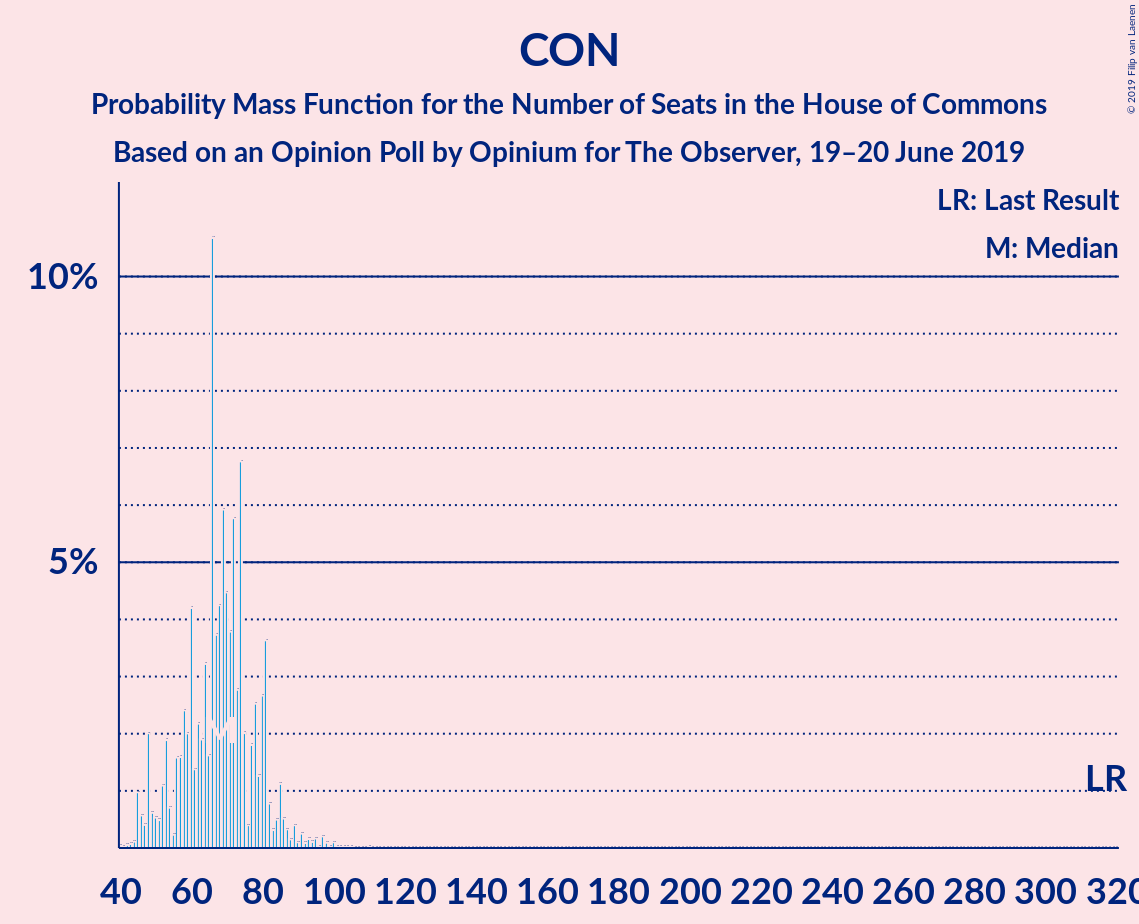 CON
Probability Mass Function for the Number of Seats in the House of Commons
Based on an Opinion Poll by Opinium for The Observer, 19–20 June 2019
© 2019 Filip van Laenen
LR: Last Result
M: Median
10%
5%
M
LR
40 60 80 100 120 140 160 180 200 220 240 260 280 300 320